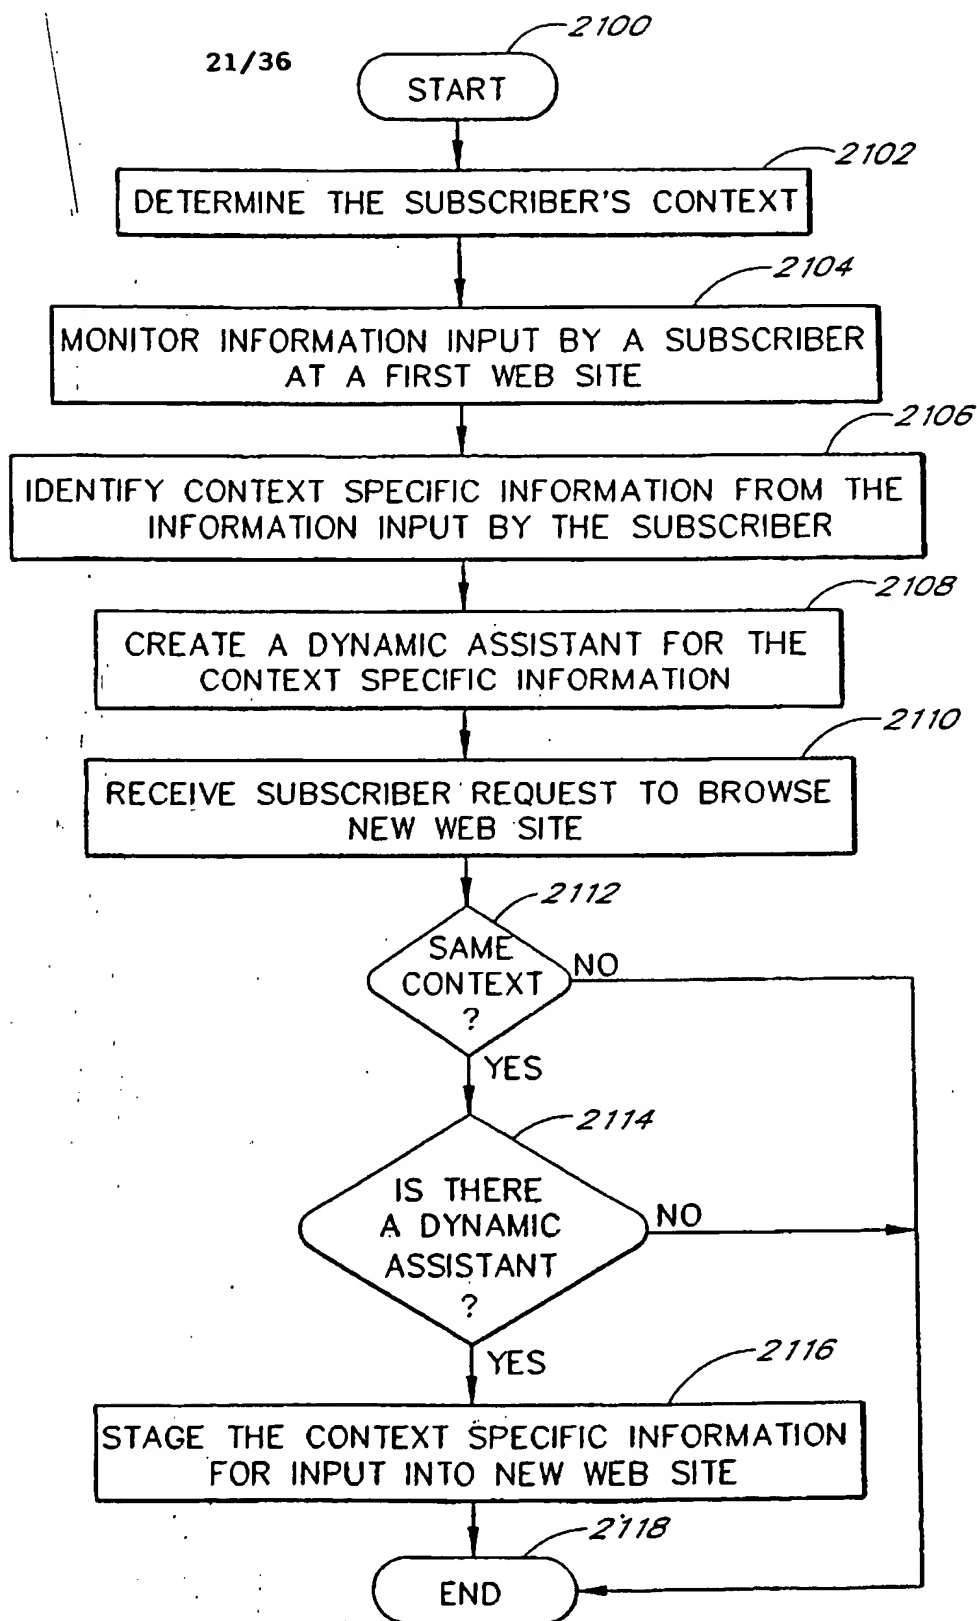 2100
21/36
START
2102
DETERMINE THE SUBSCRIBER'S CONTEXT
2104
MONITOR INFORMATION INPUT BY A SUBSCRIBER
AT A FIRST WEB SITE
2106
IDENTIFY CONTEXT SPECIFIC INFORMATION FROM THE
INFORMATION INPUT BY THE SUBSCRIBER
2108
CREATE A DYNAMIC ASSISTANT FOR THE
CONTEXT SPECIFIC INFORMATION
2110
RECEIVE SUBSCRIBER REQUEST TO BROWSE
NEW WEB SITE
2112
SAME
CONTEXT
?
NO
YES
2114
IS THERE
A DYNAMIC
ASSISTANT
?
NO
YES
2116
STAGE THE CONTEXT SPECIFIC INFORMATION
FOR INPUT INTO NEW WEB SITE
2118
END